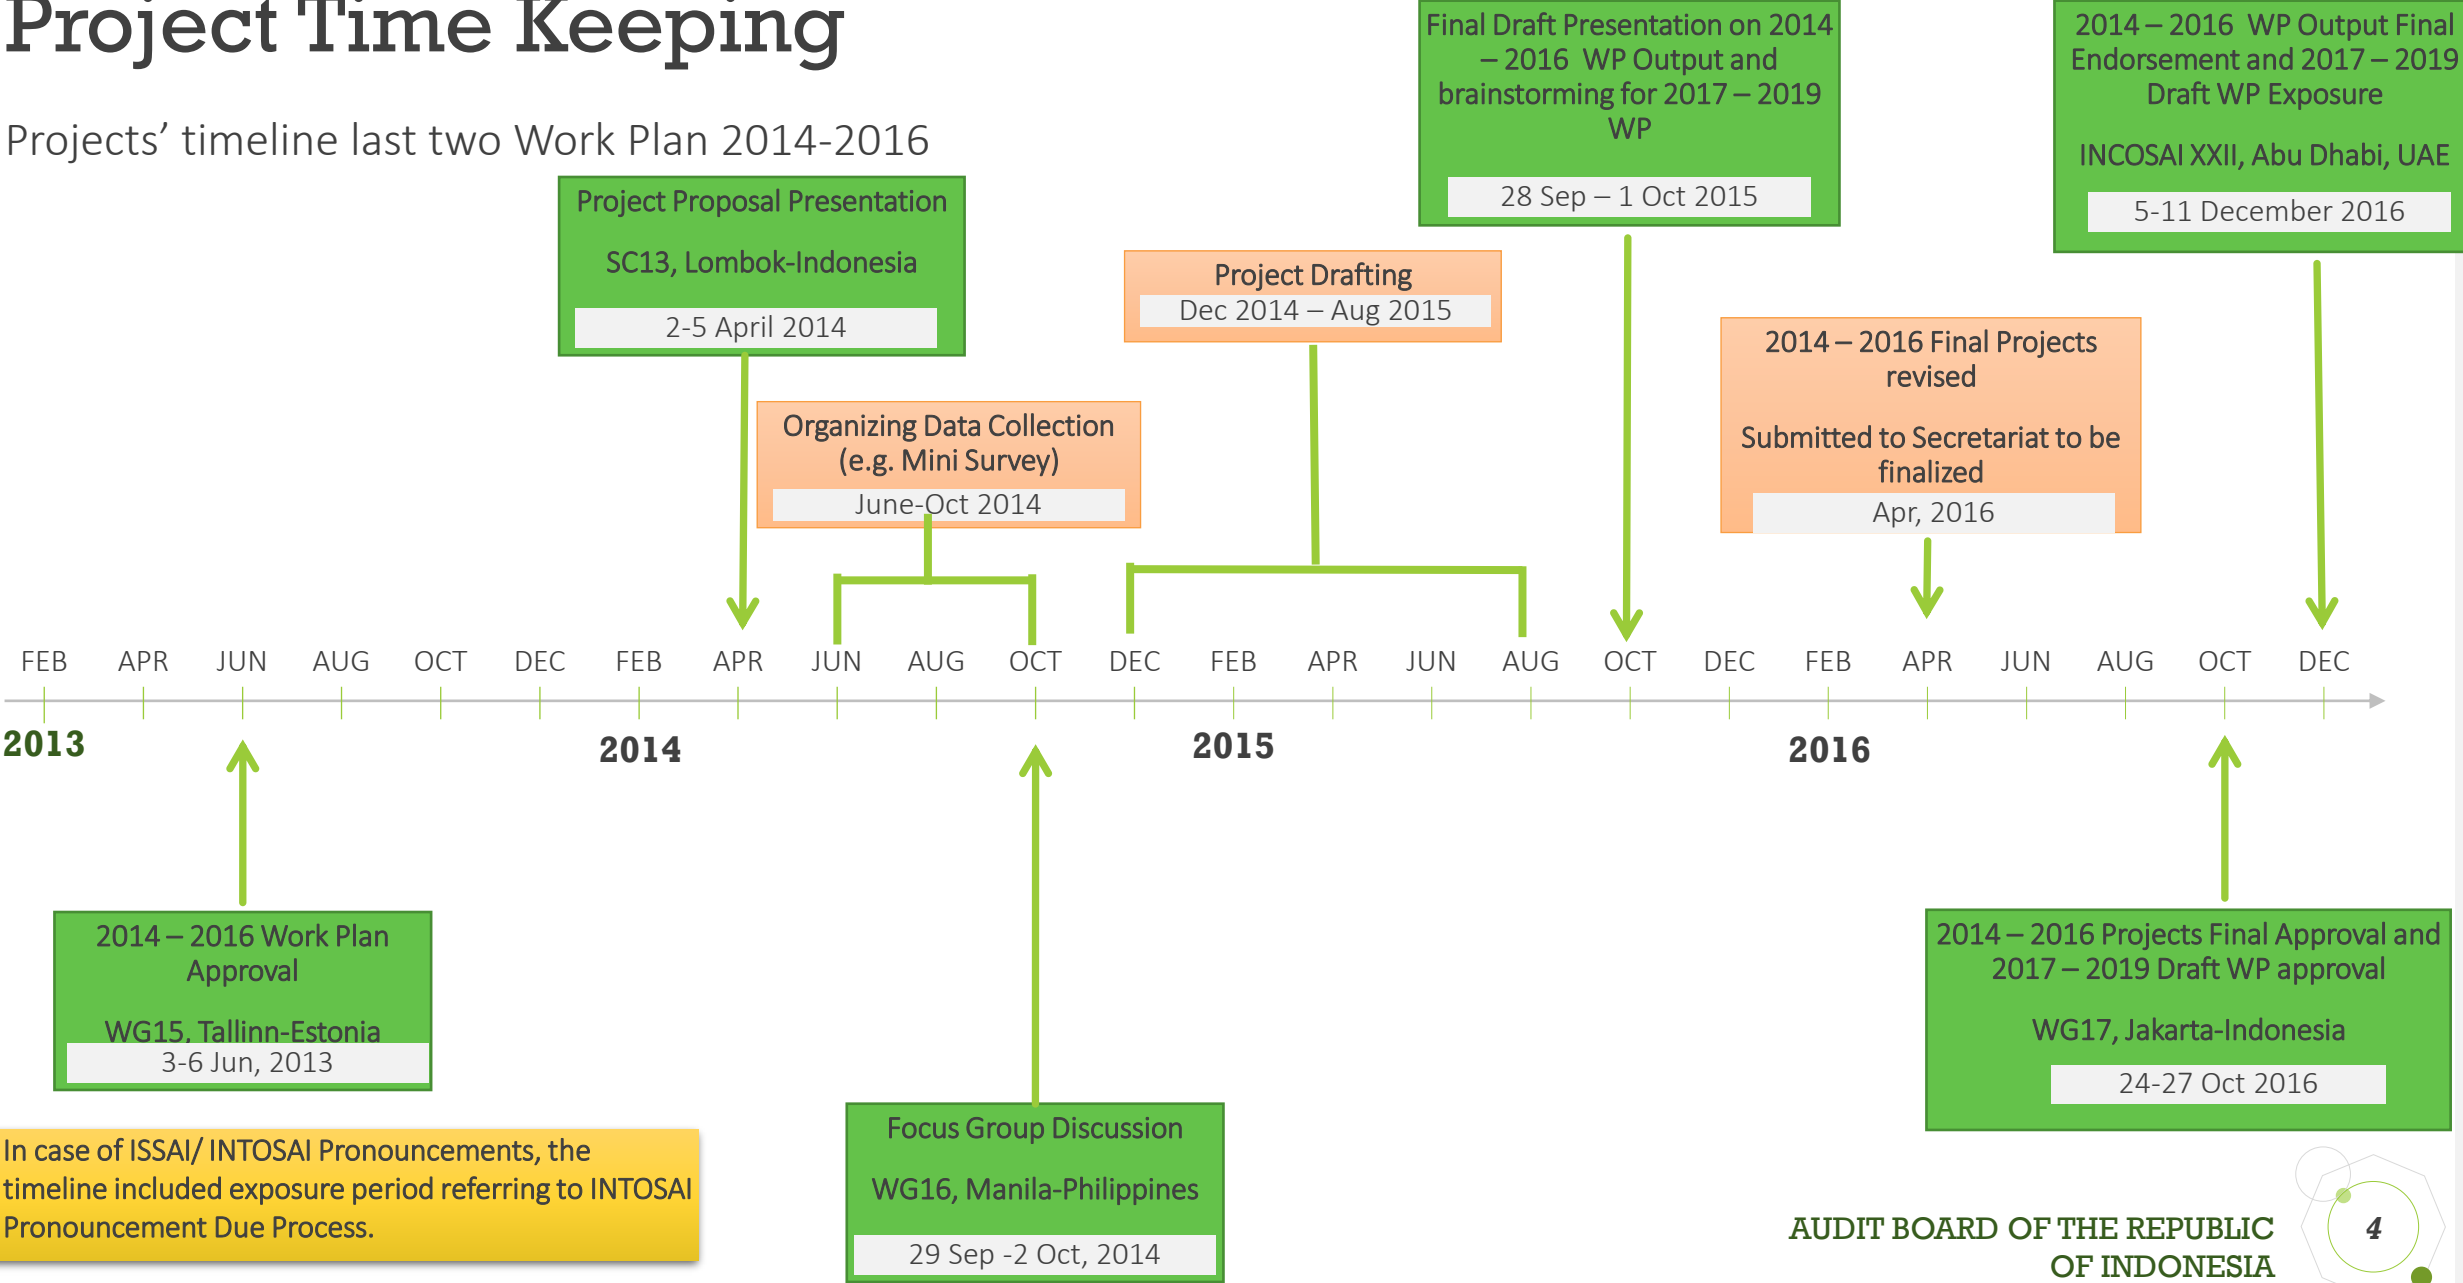 Project Time Keeping
Projects’ timeline last two Work Plan 2014-2016
Final Draft Presentation on 2014
– 2016 WP Output and
brainstorming for 2017 – 2019
WP
28 Sep – 1 Oct 2015
2014 – 2016 WP Output Final
Endorsement and 2017 – 2019
Draft WP Exposure
INCOSAI XXII, Abu Dhabi, UAE
5-11 December 2016
Project Proposal Presentation
SC13, Lombok-Indonesia
2-5 April 2014
Project Drafting
Dec 2014 – Aug 2015
2014 – 2016 Final Projects
revised
Submitted to Secretariat to be
finalized
Apr, 2016
Organizing Data Collection
(e.g. Mini Survey)
June-Oct 2014
FEB APR JUN AUG OCT DEC FEB APR JUN AUG OCT DEC FEB APR JUN AUG OCT DEC FEB APR JUN AUG OCT DEC
2013 2014 2015 2016
2014 – 2016 Work Plan
Approval
WG15, Tallinn-Estonia
3-6 Jun, 2013
2014 – 2016 Projects Final Approval and
2017 – 2019 Draft WP approval
WG17, Jakarta-Indonesia
24-27 Oct 2016
Focus Group Discussion
WG16, Manila-Philippines
29 Sep -2 Oct, 2014
In case of ISSAI/ INTOSAI Pronouncements, the
timeline included exposure period referring to INTOSAI
Pronouncement Due Process.
AUDIT BOARD OF THE REPUBLIC
OF INDONESIA
4